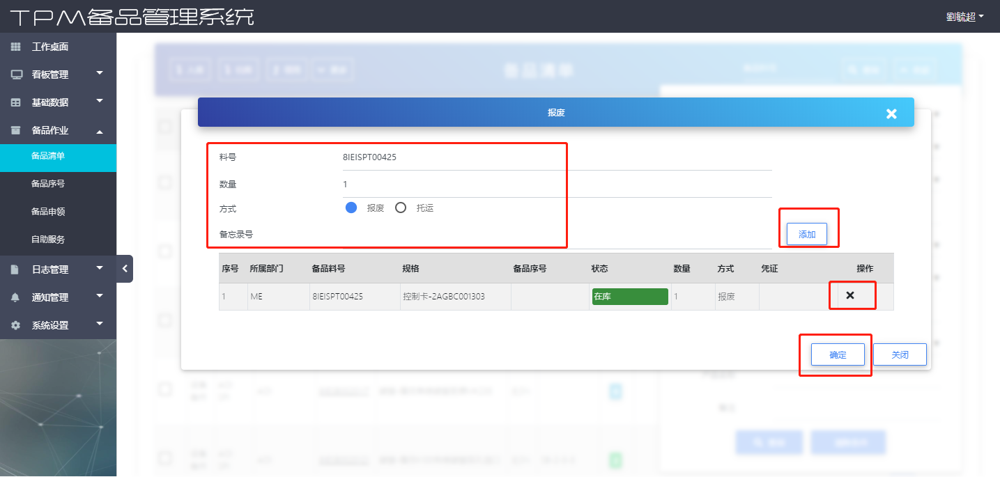 TPM备品管理系统
劉毓超
工作桌面
看板管理
基础数据
备品作业
备品清单
备品序号
备品申领
自助服务
日志管理
通知管理
系统设置
备品清单
报废
料号 8IEISPT00425
数量 1
方式 报废 托运
备忘录号
添加
序号 所属部门 备品料号 规格 备品序号 状态 数量 方式 凭证 操作
1 ME 8IEISPT00425 控制卡-2AGBC001303 在库 1 报废
确定 关闭